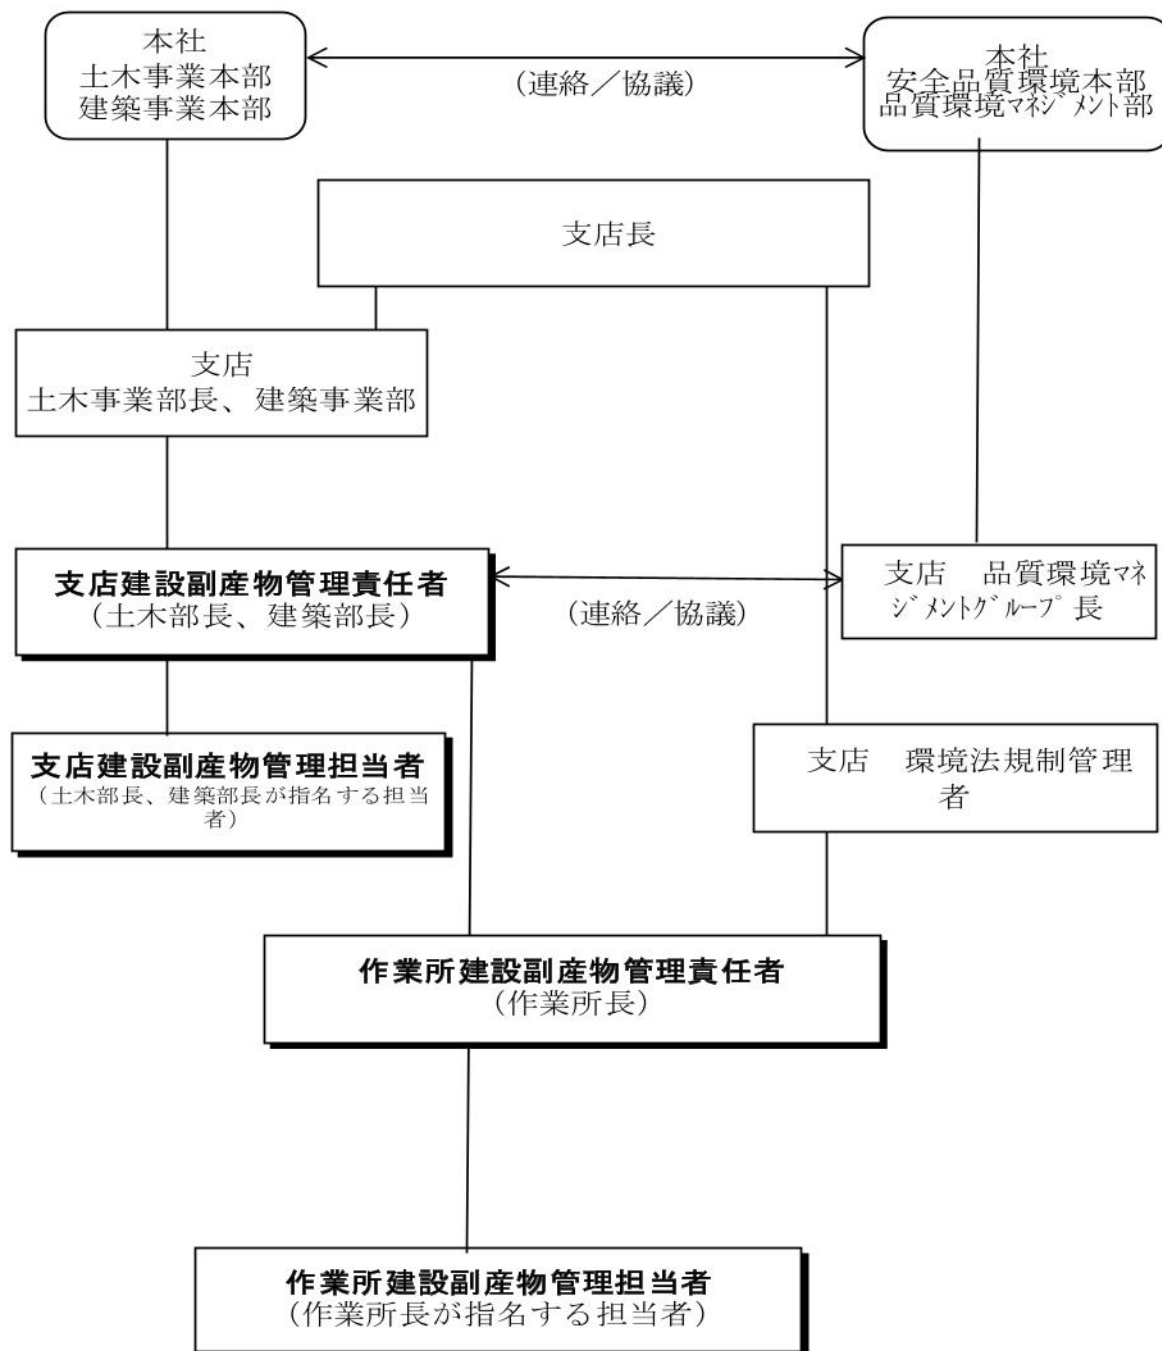 本社
土木事業本部
建築事業本部
(連絡／協議)
本社
安全品質環境本部
品質環境ﾏﾈｼﾞﾒﾝﾄ部
支店長
支店
土木事業部長、建築事業部
支店建設副産物管理責任者
（土木部長、建築部長）
(連絡／協議)
支店　品質環境ﾏﾈ
ｼﾞﾒﾝﾄｸﾞﾙｰﾌﾟ長
支店建設副産物管理担当者
（土木部長、建築部長が指名する担当
者）
支店　環境法規制管理
者
作業所建設副産物管理責任者
（作業所長）
作業所建設副産物管理担当者
（作業所長が指名する担当者）